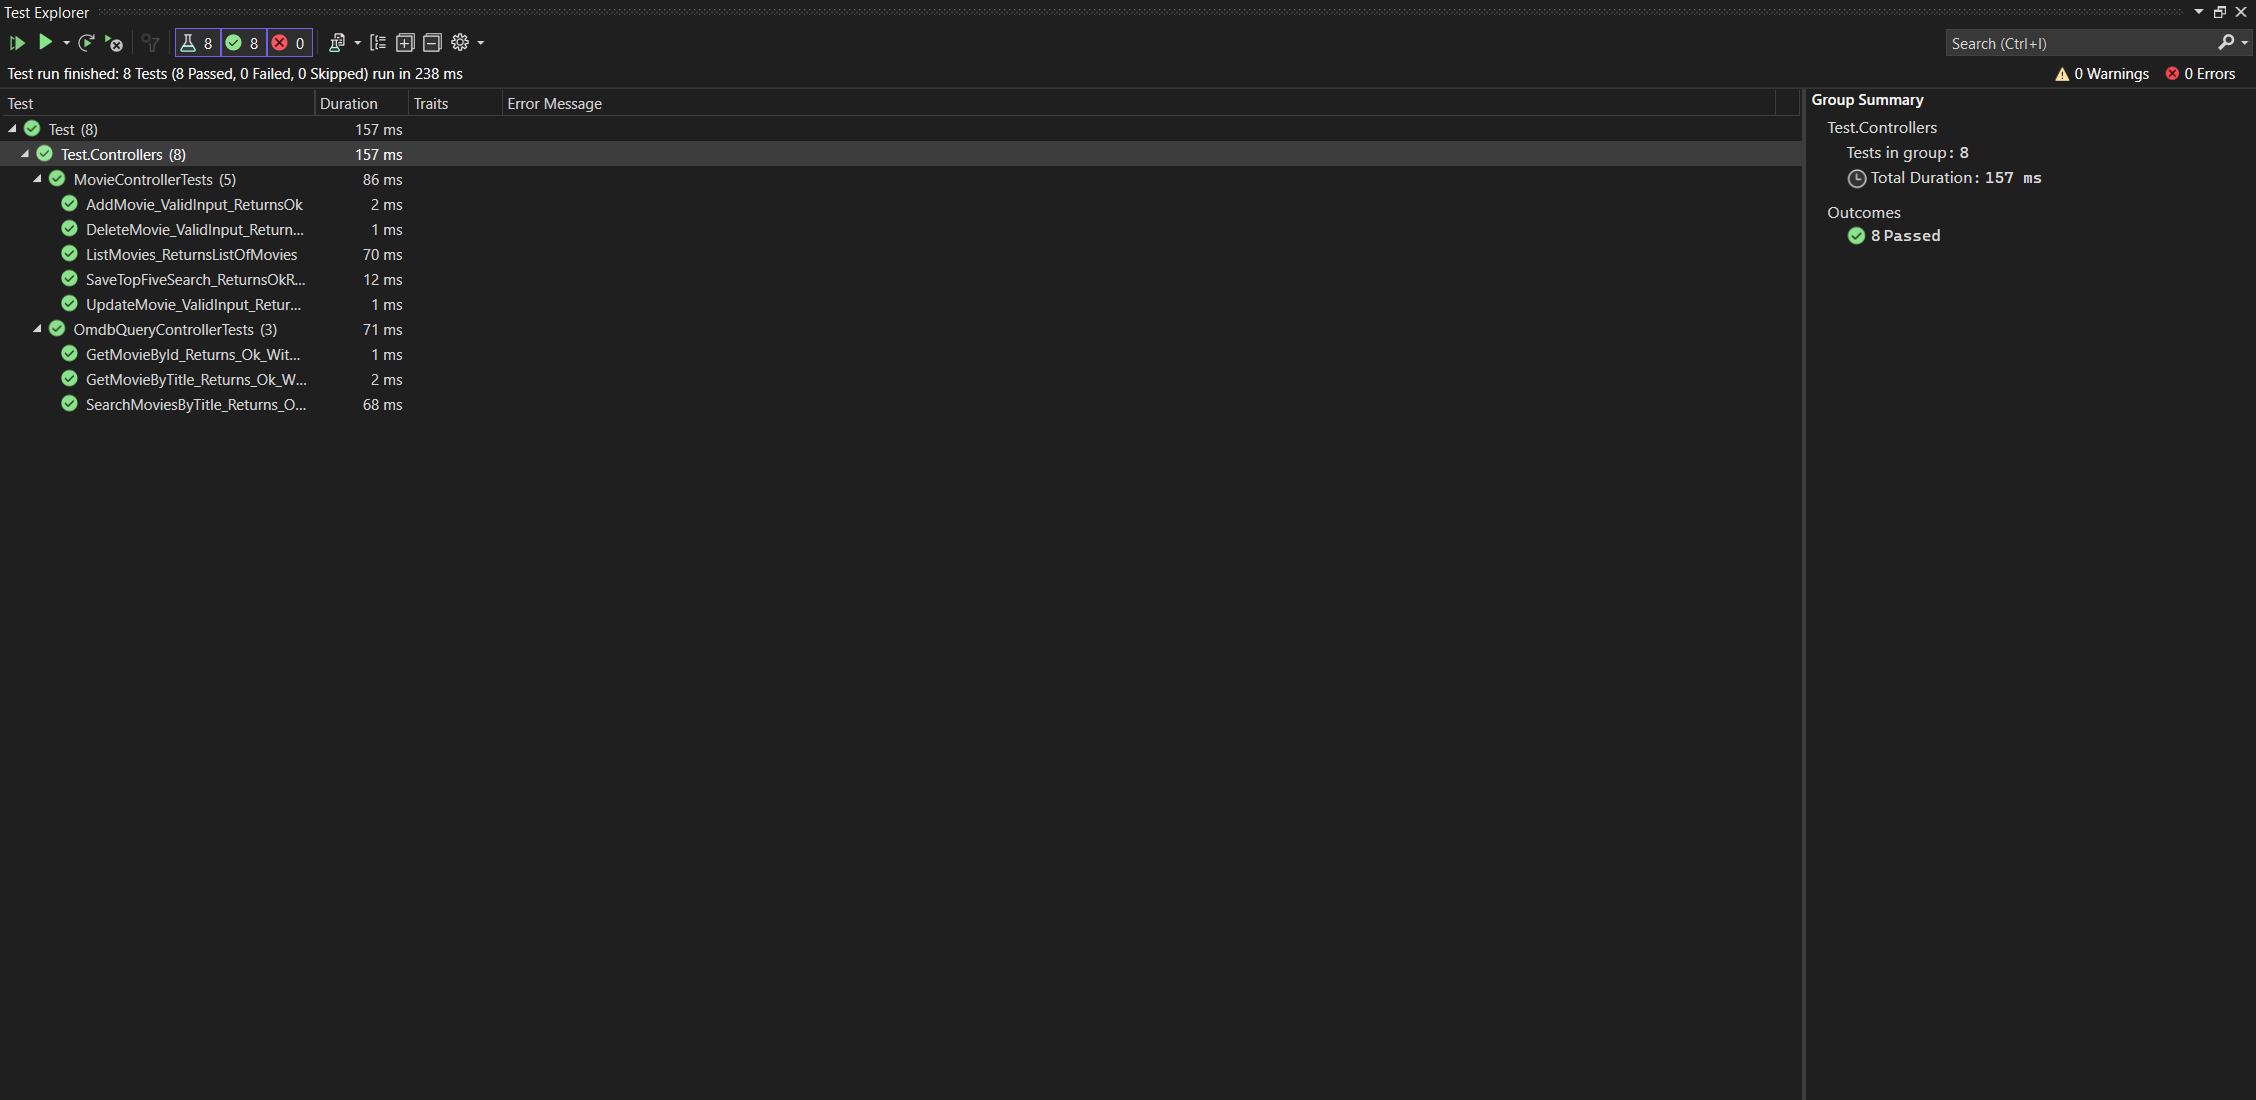 Test Explorer
8 8 0
Search (Ctrl+I)
Test run finished: 8 Tests (8 Passed, 0 Failed, 0 Skipped) run in 238 ms
0 Warnings 0 Errors
Test Duration Traits Error Message
Test (8) 157 ms
Test.Controllers (8) 157 ms
MovieControllerTests (5) 86 ms
AddMovie_ValidInput_ReturnsOk 2 ms
DeleteMovie_ValidInput_Return... 1 ms
ListMovies_ReturnsListOfMovies 70 ms
SaveTopFiveSearch_ReturnsOkR... 12 ms
UpdateMovie_ValidInput_Retur... 1 ms
OmdbQueryControllerTests (3) 71 ms
GetMovieById_Returns_Ok_Wit... 1 ms
GetMovieByTitle_Returns_Ok_W... 2 ms
SearchMoviesByTitle_Returns_O... 68 ms
Group Summary
Test.Controllers
Tests in group: 8
Total Duration: 157 ms
Outcomes
8 Passed